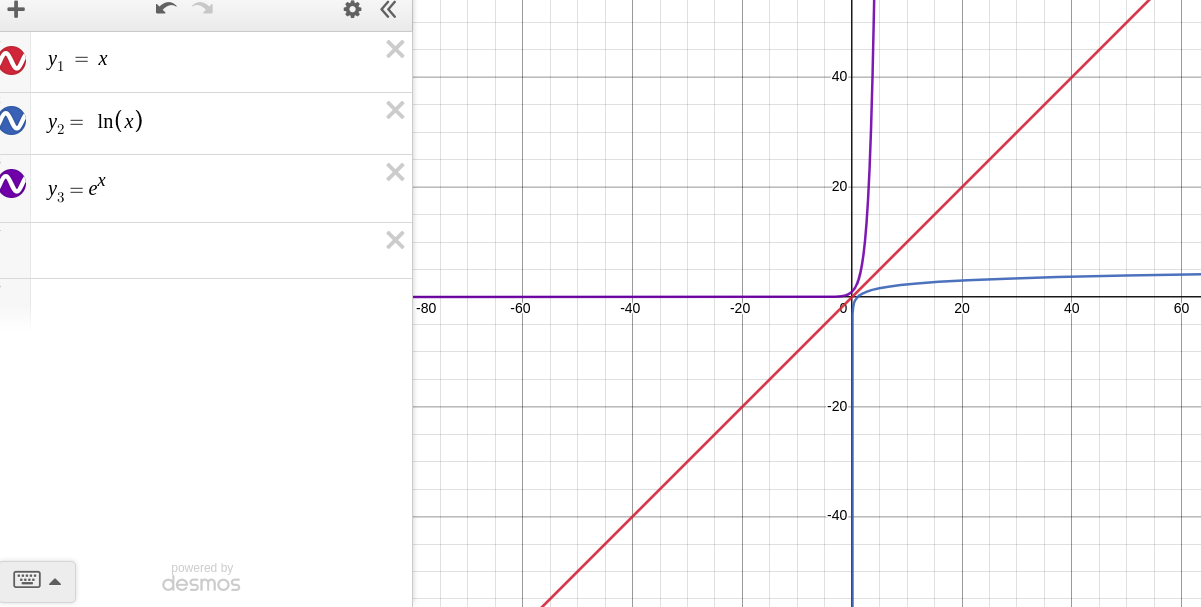 y₁ = x
y₂ = ln(x)
y₃ = eˣ
powered by
desmos
40
20
-80 -60 -40 -20 0 20 40 60
-20
-40